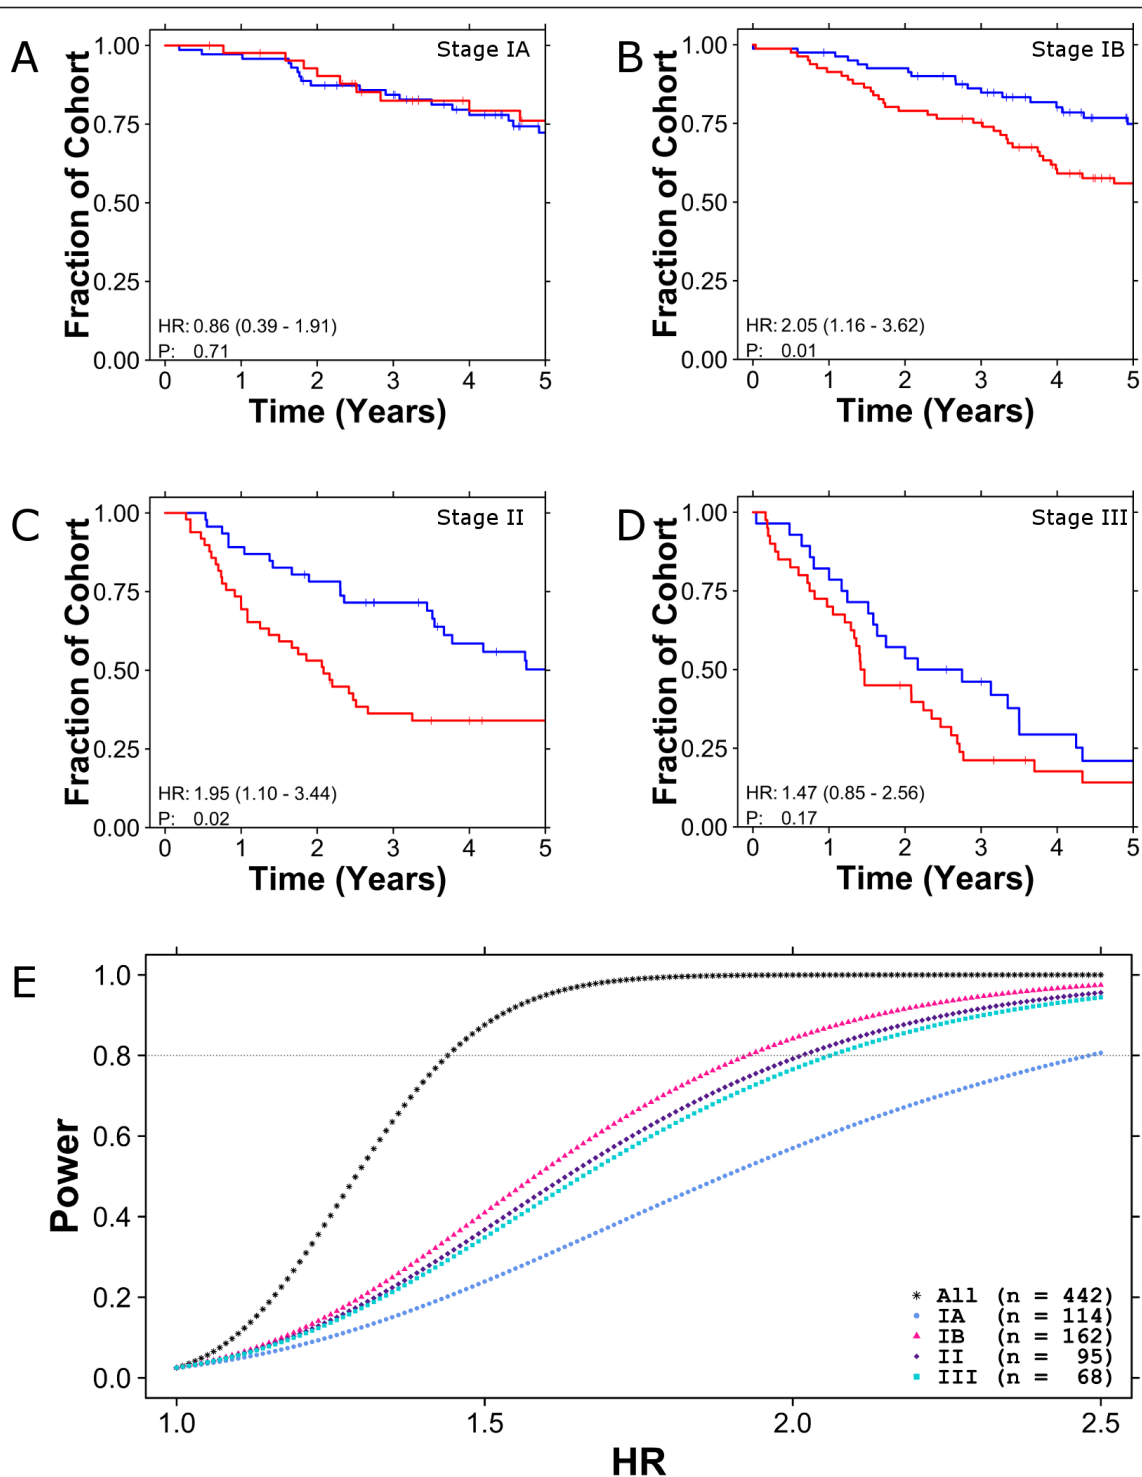 A
Stage IA
Fraction of Cohort
1.00
0.75
0.50
0.25
0.00
HR: 0.86 (0.39 - 1.91)
P: 0.71
0 1 2 3 4 5
Time (Years)
B
Stage IB
Fraction of Cohort
1.00
0.75
0.50
0.25
0.00
HR: 2.05 (1.16 - 3.62)
P: 0.01
0 1 2 3 4 5
Time (Years)
C
Stage II
Fraction of Cohort
1.00
0.75
0.50
0.25
0.00
HR: 1.95 (1.10 - 3.44)
P: 0.02
0 1 2 3 4 5
Time (Years)
D
Stage III
Fraction of Cohort
1.00
0.75
0.50
0.25
0.00
HR: 1.47 (0.85 - 2.56)
P: 0.17
0 1 2 3 4 5
Time (Years)
E
Power
1.0
0.8
0.6
0.4
0.2
0.0
All (n = 442)
IA (n = 114)
IB (n = 162)
II (n = 95)
III (n = 68)
1.0 1.5 2.0 2.5
HR